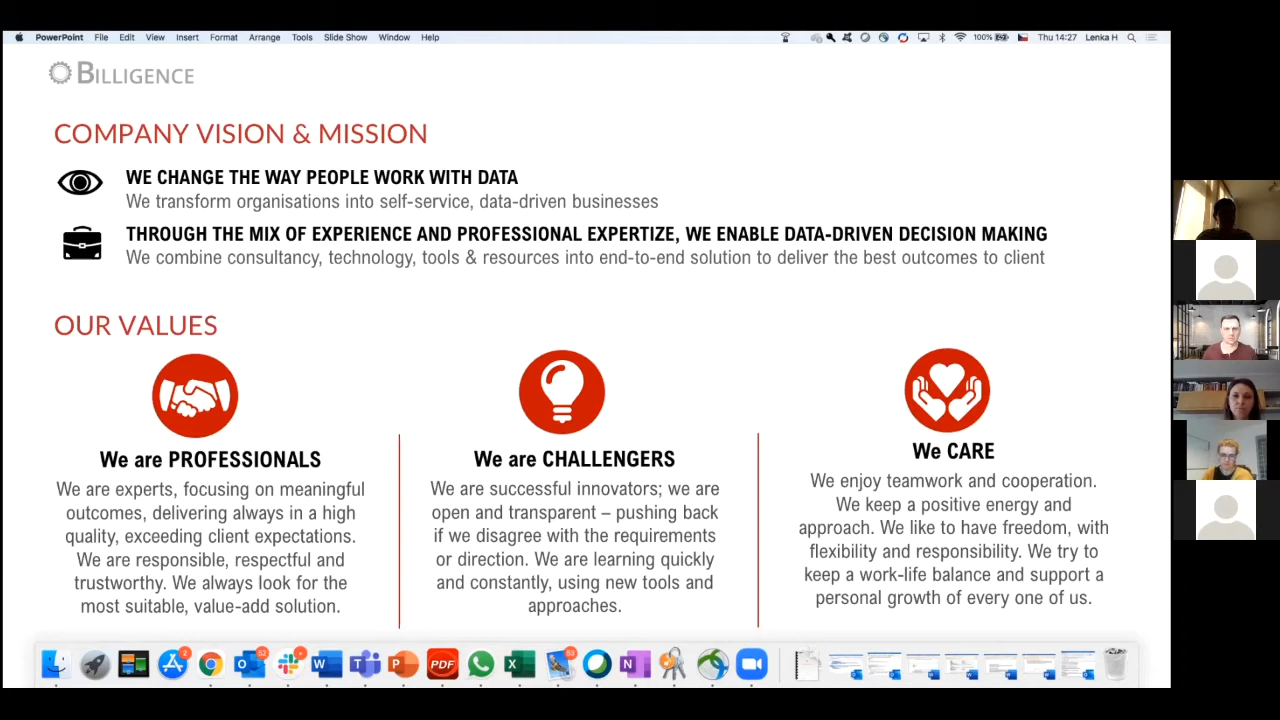 PowerPoint File Edit View Insert Format Arrange Tools Slide Show Window Help 100% Thu 14:27 Lenka H
BILLIGENCE
COMPANY VISION & MISSION
WE CHANGE THE WAY PEOPLE WORK WITH DATA
We transform organisations into self-service, data-driven businesses
THROUGH THE MIX OF EXPERIENCE AND PROFESSIONAL EXPERTIZE, WE ENABLE DATA-DRIVEN DECISION MAKING
We combine consultancy, technology, tools & resources into end-to-end solution to deliver the best outcomes to client
OUR VALUES
We are PROFESSIONALS
We are experts, focusing on meaningful
outcomes, delivering always in a high
quality, exceeding client expectations.
We are responsible, respectful and
trustworthy. We always look for the
most suitable, value-add solution.
We are CHALLENGERS
We are successful innovators; we are
open and transparent – pushing back
if we disagree with the requirements
or direction. We are learning quickly
and constantly, using new tools and
approaches.
We CARE
We enjoy teamwork and cooperation.
We keep a positive energy and
approach. We like to have freedom, with
flexibility and responsibility. We try to
keep a work-life balance and support a
personal growth of every one of us.
2 52 W P PDF X 53 N